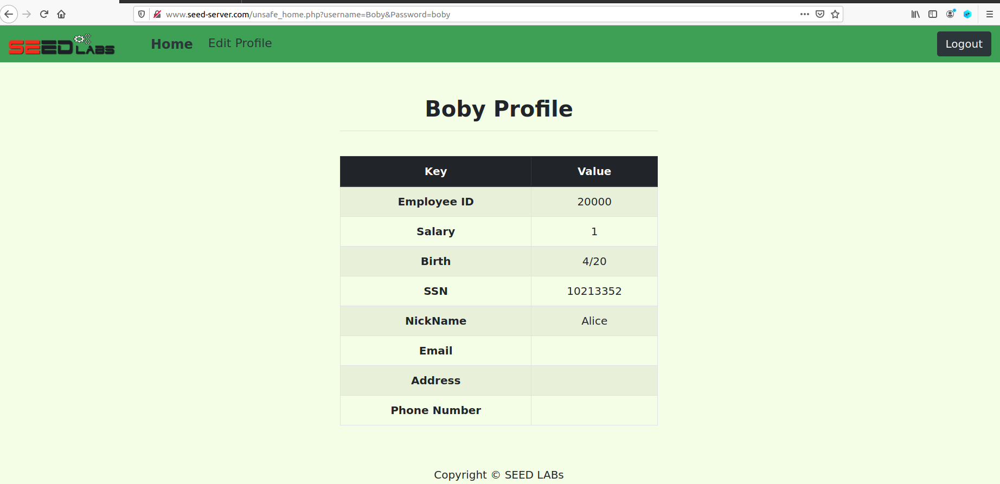 www.seed-server.com/unsafe_home.php?username=Boby&Password=boby
SEED LABS Home Edit Profile Logout
Boby Profile
Key Value
Employee ID 20000
Salary 1
Birth 4/20
SSN 10213352
NickName Alice
Email
Address
Phone Number
Copyright © SEED LABs